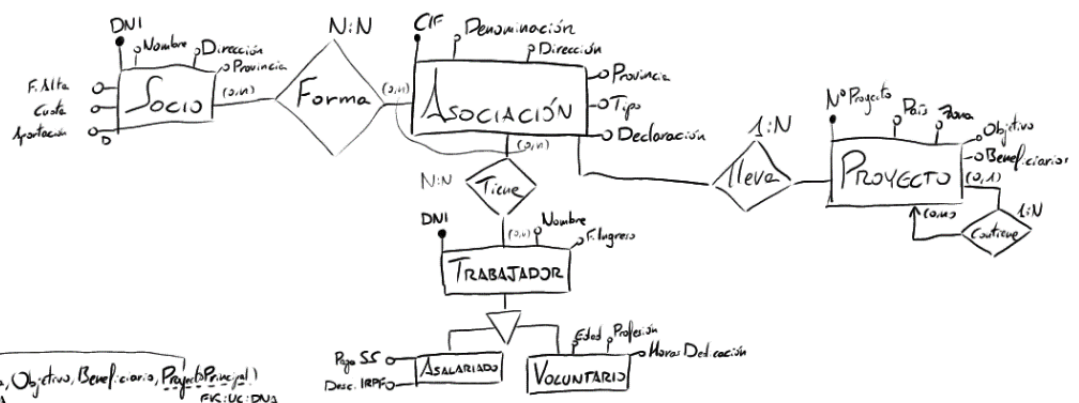 DNI
Nombre
Dirección
Provincia
F. Alta
Cuota
Aportación
SOCIO
(0,n)
N:N
Forma
(0,n)
CIF
Denominación
Dirección
Provincia
Tipo
Declaración
ASOCIACIÓN
(0,n)
N:N
Tiene
(0,n)
DNI
Nombre
F. Ingreso
TRABAJADOR
Pago SS
Desc. IRPF
ASALARIADO
Edad
Profesión
Horas Dedicación
VOLUNTARIO
1:N
lleva
Nº Proyecto
País
Zona
Objetivo
Beneficiarios
PROYECTO
(0,1)
(0,n)
1:N
Contiene
, Objetivo, Beneficiario, ProyectoPrincipal)